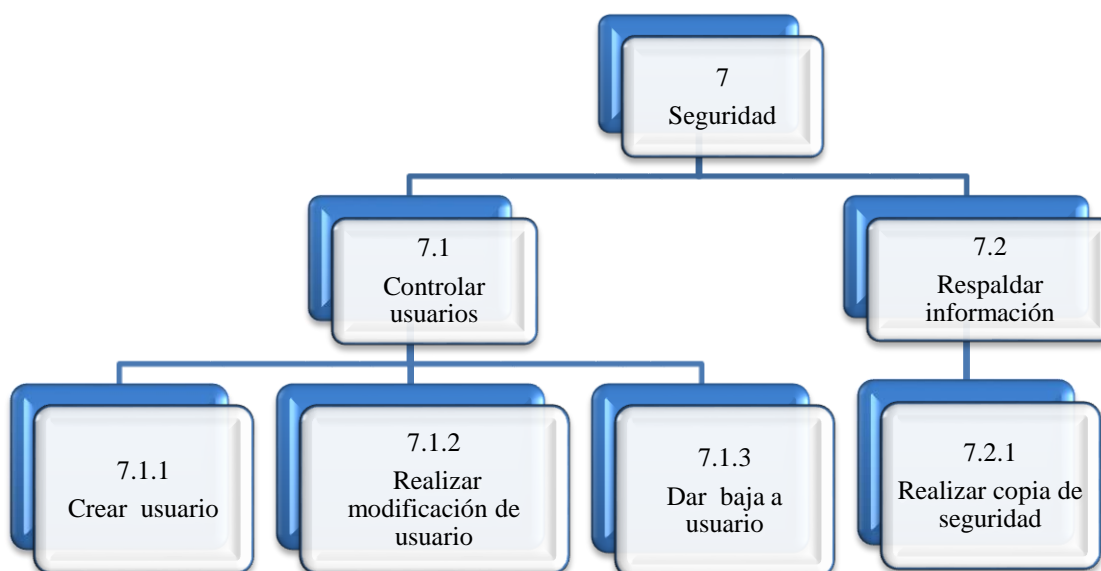 7
Seguridad
7.1
Controlar
usuarios
7.2
Respaldar
información
7.1.1
Crear usuario
7.1.2
Realizar
modificación de
usuario
7.1.3
Dar baja a
usuario
7.2.1
Realizar copia de
seguridad